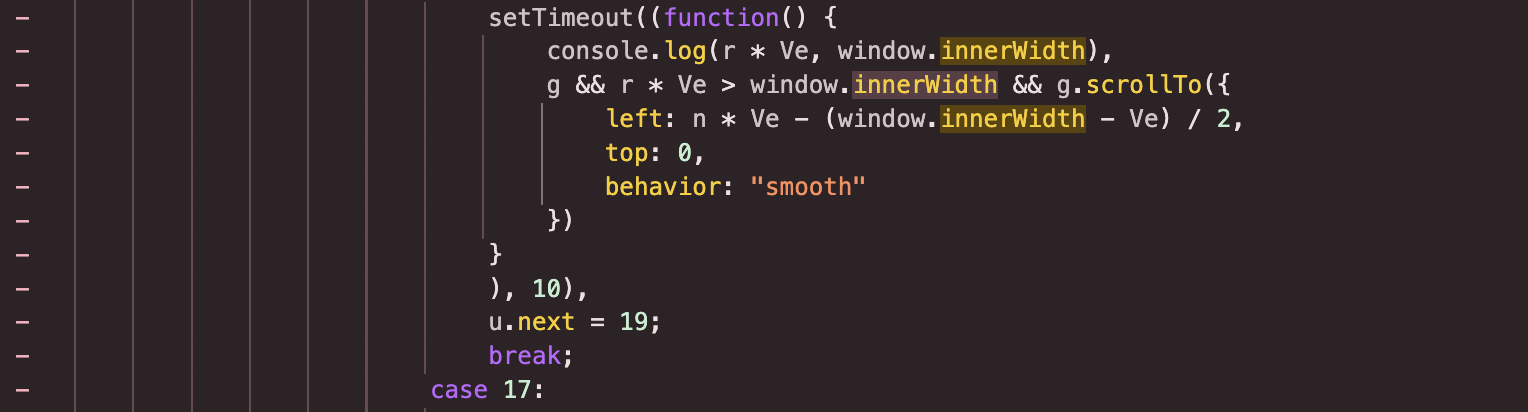 setTimeout((function() {
console.log(r * Ve, window.innerWidth),
g && r * Ve > window.innerWidth && g.scrollTo({
left: n * Ve - (window.innerWidth - Ve) / 2,
top: 0,
behavior: "smooth"
})
}
), 10),
u.next = 19;
break;
case 17: